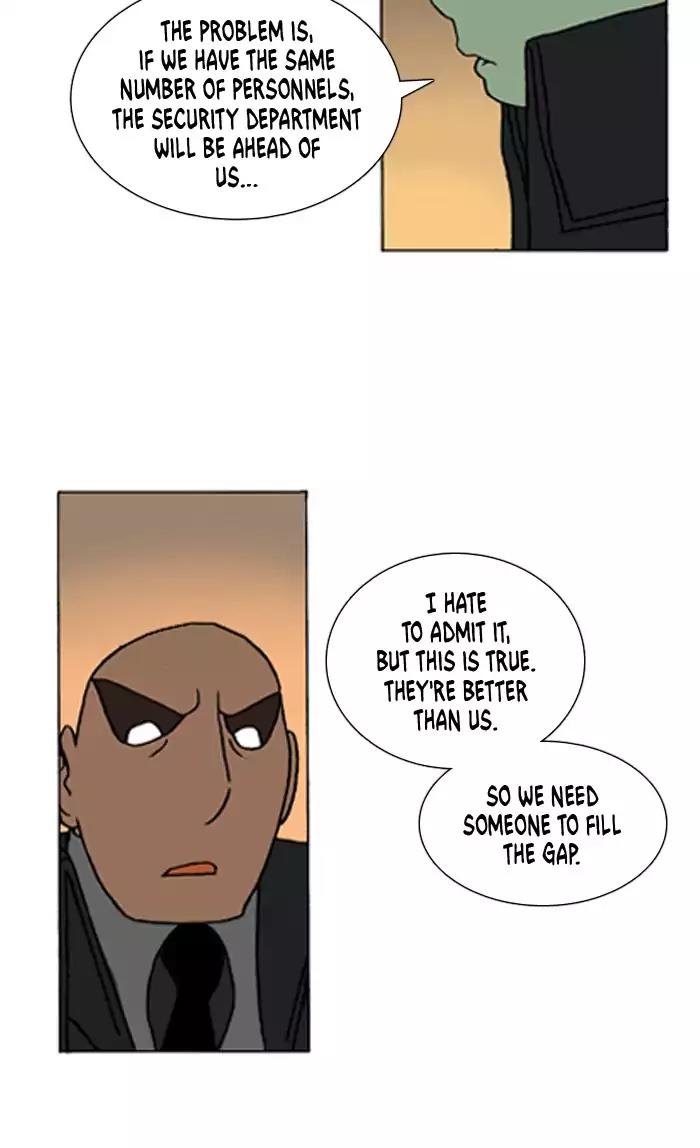 THE PROBLEM IS,
IF WE HAVE THE SAME
NUMBER OF PERSONNELS,
THE SECURITY DEPARTMENT
WILL BE AHEAD OF
US...
I HATE
TO ADMIT IT,
BUT THIS IS TRUE.
THEY'RE BETTER
THAN US.
SO WE NEED
SOMEONE TO FILL
THE GAP.